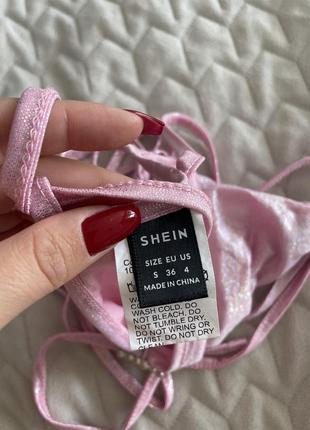 SHEIN
SIZE EU US
S 36 4
MADE IN CHINA
WASH COLD. DO
NOT BLEACH. DO
NOT TUMBLE DRY.
DO NOT WRING OR
TWIST. DO NOT DRY
CLEAN